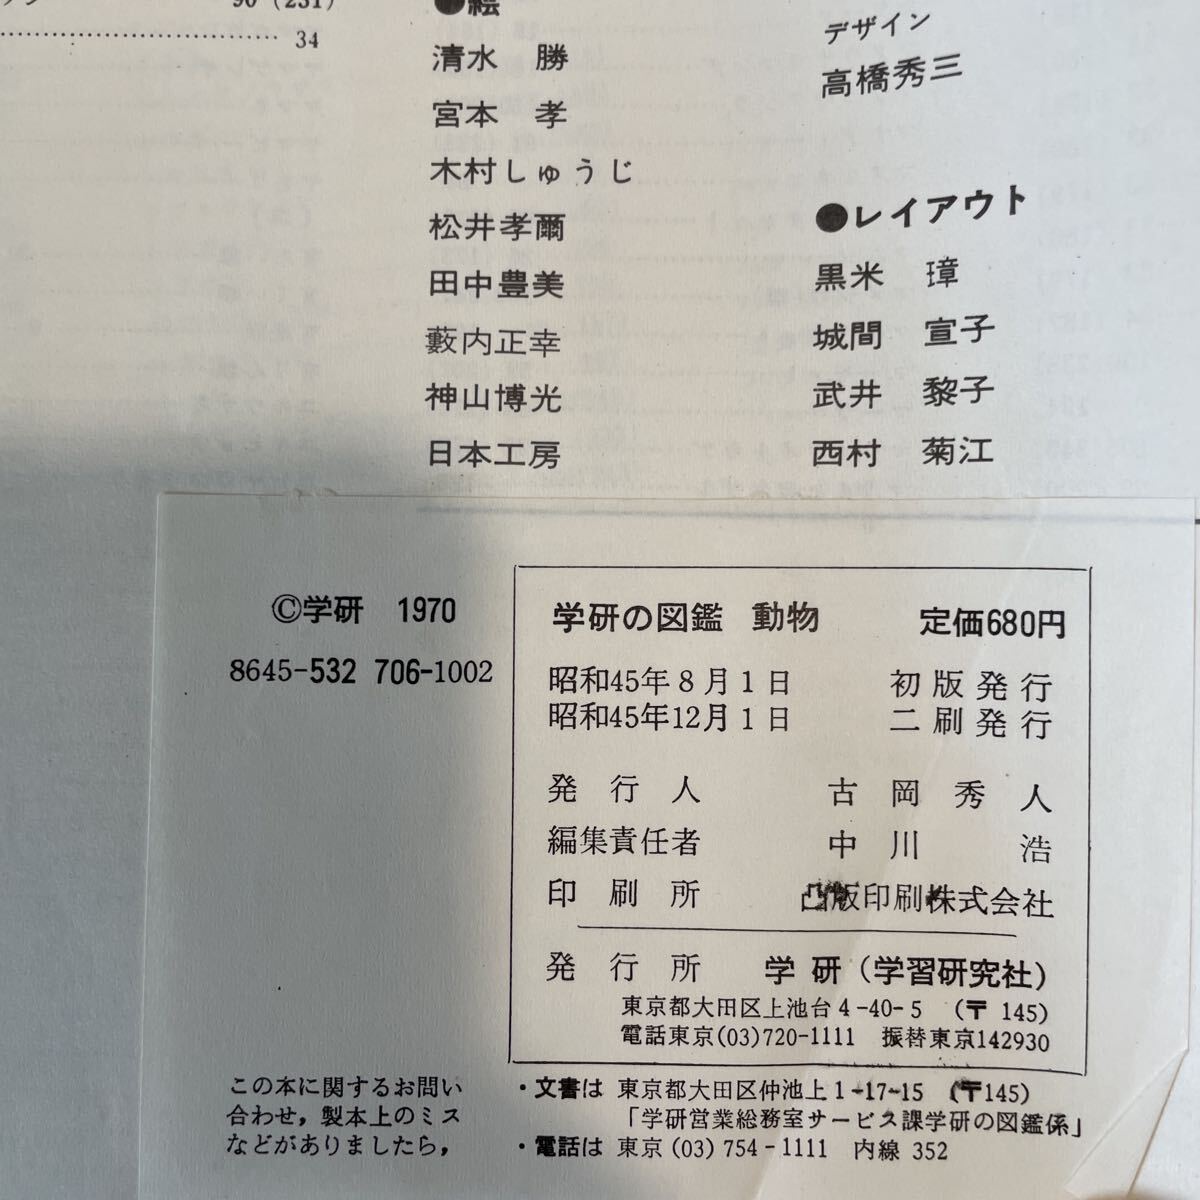 90 (231)
34
●絵
清水 勝
宮本 孝
木村しゅうじ
松井孝爾
田中豊美
藪内正幸
神山博光
日本工房
デザイン
高橋秀三
●レイアウト
黒米 璋
城間 宣子
武井 黎子
西村 菊江
©学研 1970
8645-532 706-1002
学研の図鑑 動物 定価680円
昭和45年8月1日 初版発行
昭和45年12月1日 二刷発行
発行人 古岡秀人
編集責任者 中川 浩
印刷所 凸版印刷株式会社
発行所 学研(学習研究社)
東京都大田区上池台4-40-5 (〒145)
電話東京(03)720-1111 振替東京142930
この本に関するお問い
合わせ,製本上のミス
などがありましたら,
・文書は 東京都大田区仲池上1-17-15 (〒145)
「学研営業総務室サービス課学研の図鑑係」
・電話は 東京(03)754-1111 内線352